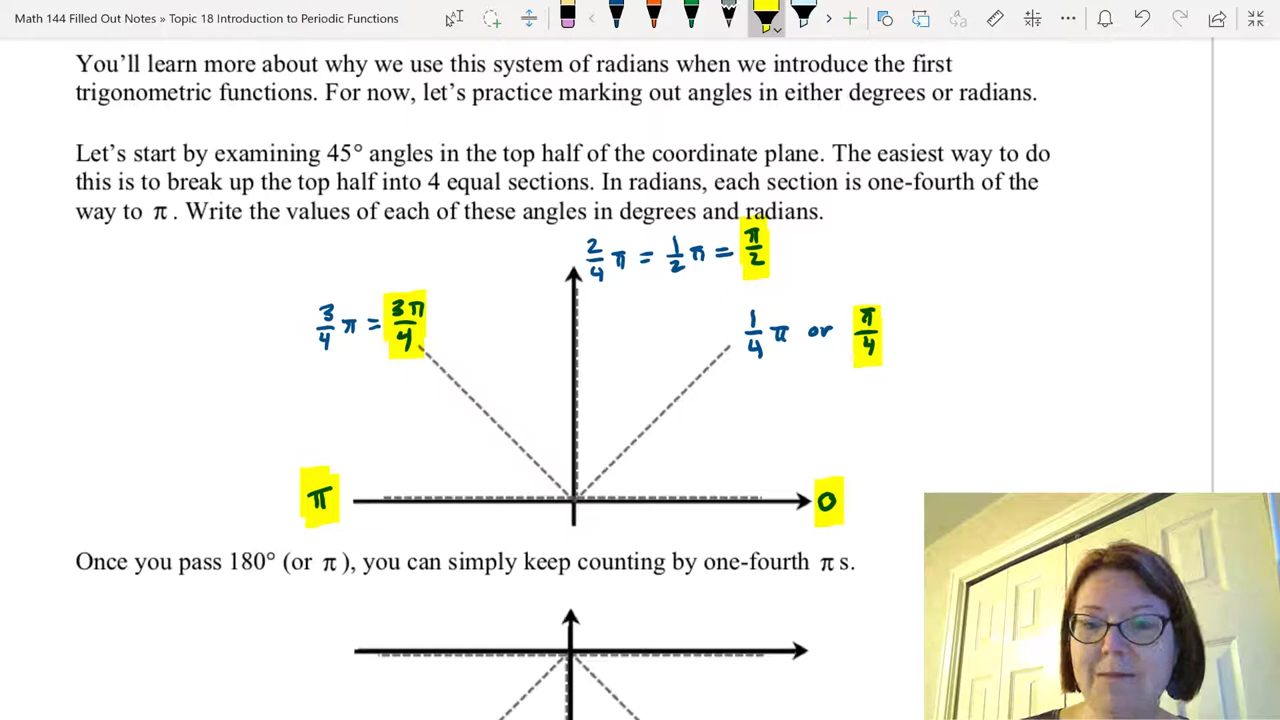 Math 144 Filled Out Notes » Topic 18 Introduction to Periodic Functions
You'll learn more about why we use this system of radians when we introduce the first
trigonometric functions. For now, let's practice marking out angles in either degrees or radians.
Let's start by examining 45° angles in the top half of the coordinate plane. The easiest way to do
this is to break up the top half into 4 equal sections. In radians, each section is one-fourth of the
way to π. Write the values of each of these angles in degrees and radians.
2/4 π = 1/2 π = π/2
3/4 π = 3π/4
1/4 π or π/4
π
0
Once you pass 180° (or π), you can simply keep counting by one-fourth πs.